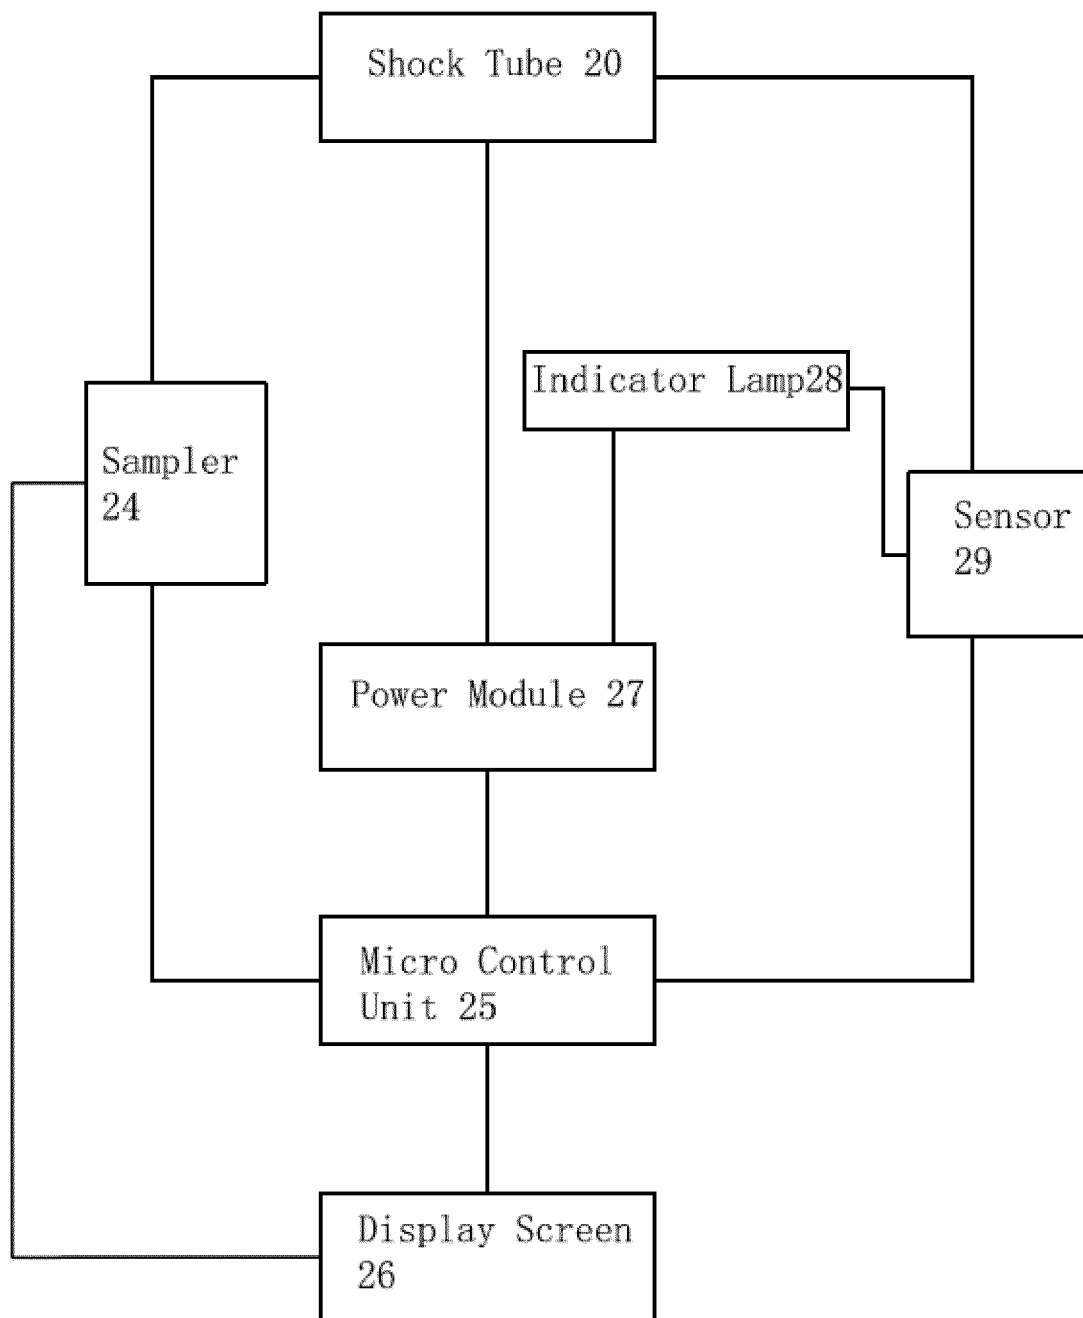 Shock Tube 20
Indicator Lamp28
Sampler
24
Sensor
29
Power Module 27
Micro Control
Unit 25
Display Screen
26